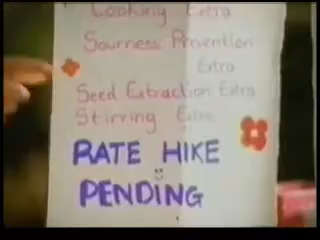 Cooking Extra
Sourness Prevention
Extra
Seed Extraction Extra
Stirring Extra
RATE HIKE
PENDING